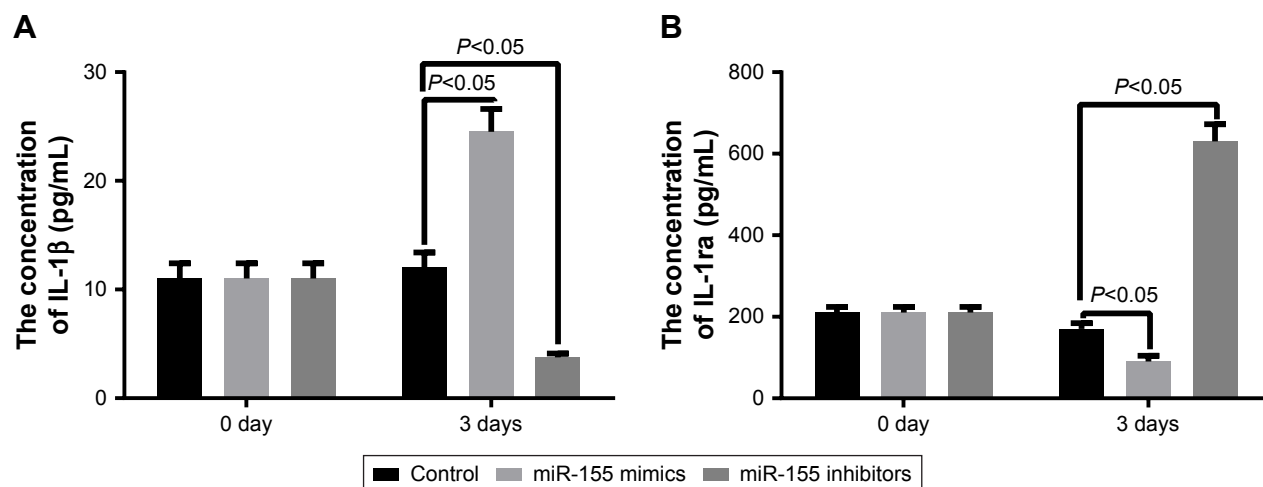 A
The concentration
of IL-1β (pg/mL)
30
20
10
0
P<0.05
P<0.05
0 day
3 days
B
The concentration
of IL-1ra (pg/mL)
800
600
400
200
0
P<0.05
P<0.05
0 day
3 days
Control
miR-155 mimics
miR-155 inhibitors